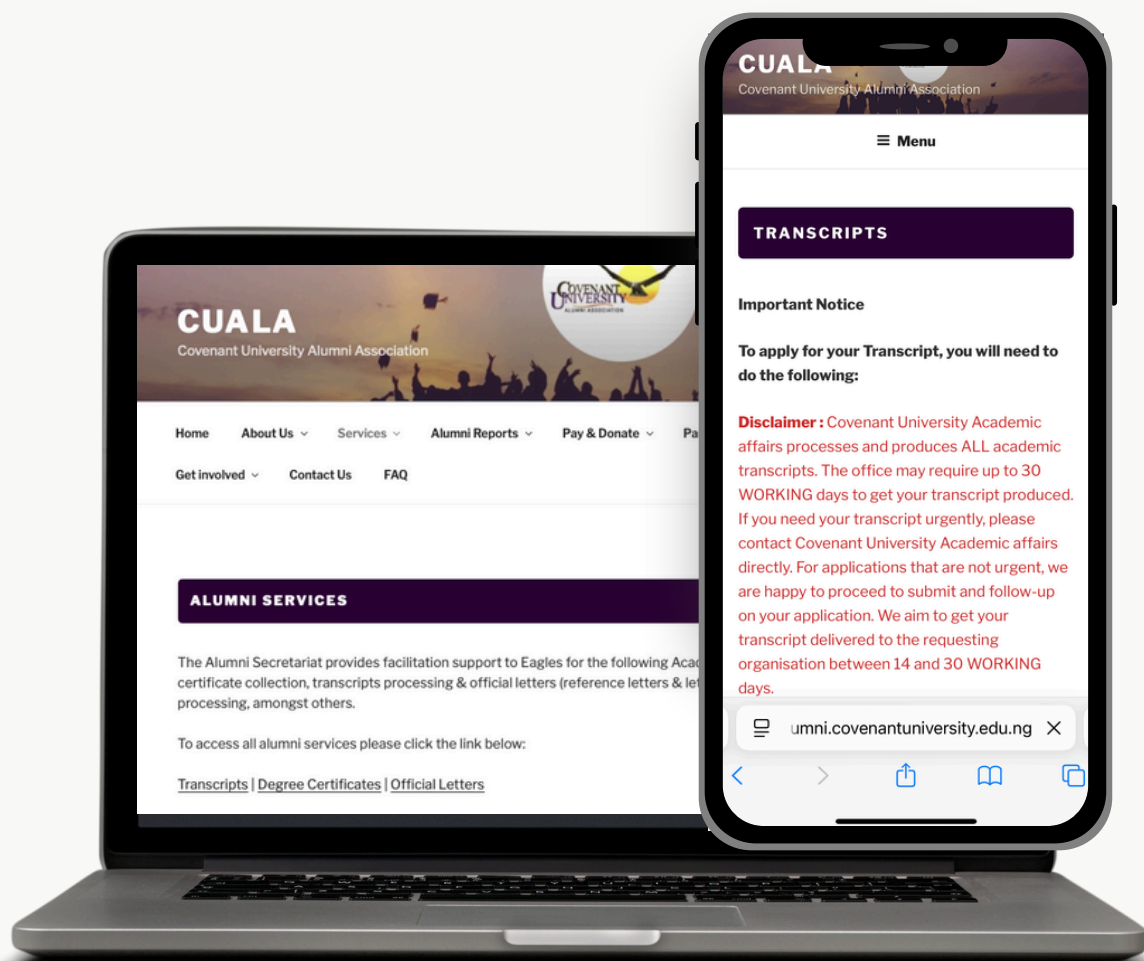 CUALA
Covenant University Alumni Association
COVENANT
UNIVERSITY
ALUMNI ASSOCIATION
Home About Us Services Alumni Reports Pay & Donate Pa
Get involved Contact Us FAQ
ALUMNI SERVICES
The Alumni Secretariat provides facilitation support to Eagles for the following Aca
certificate collection, transcripts processing & official letters (reference letters & let
processing, amongst others.
To access all alumni services please click the link below:
Transcripts | Degree Certificates | Official Letters
CUALA
Covenant University Alumni Association
Menu
TRANSCRIPTS
Important Notice
To apply for your Transcript, you will need to
do the following:
Disclaimer : Covenant University Academic
affairs processes and produces ALL academic
transcripts. The office may require up to 30
WORKING days to get your transcript produced.
If you need your transcript urgently, please
contact Covenant University Academic affairs
directly. For applications that are not urgent, we
are happy to proceed to submit and follow-up
on your application. We aim to get your
transcript delivered to the requesting
organisation between 14 and 30 WORKING
days.
umni.covenantuniversity.edu.ng